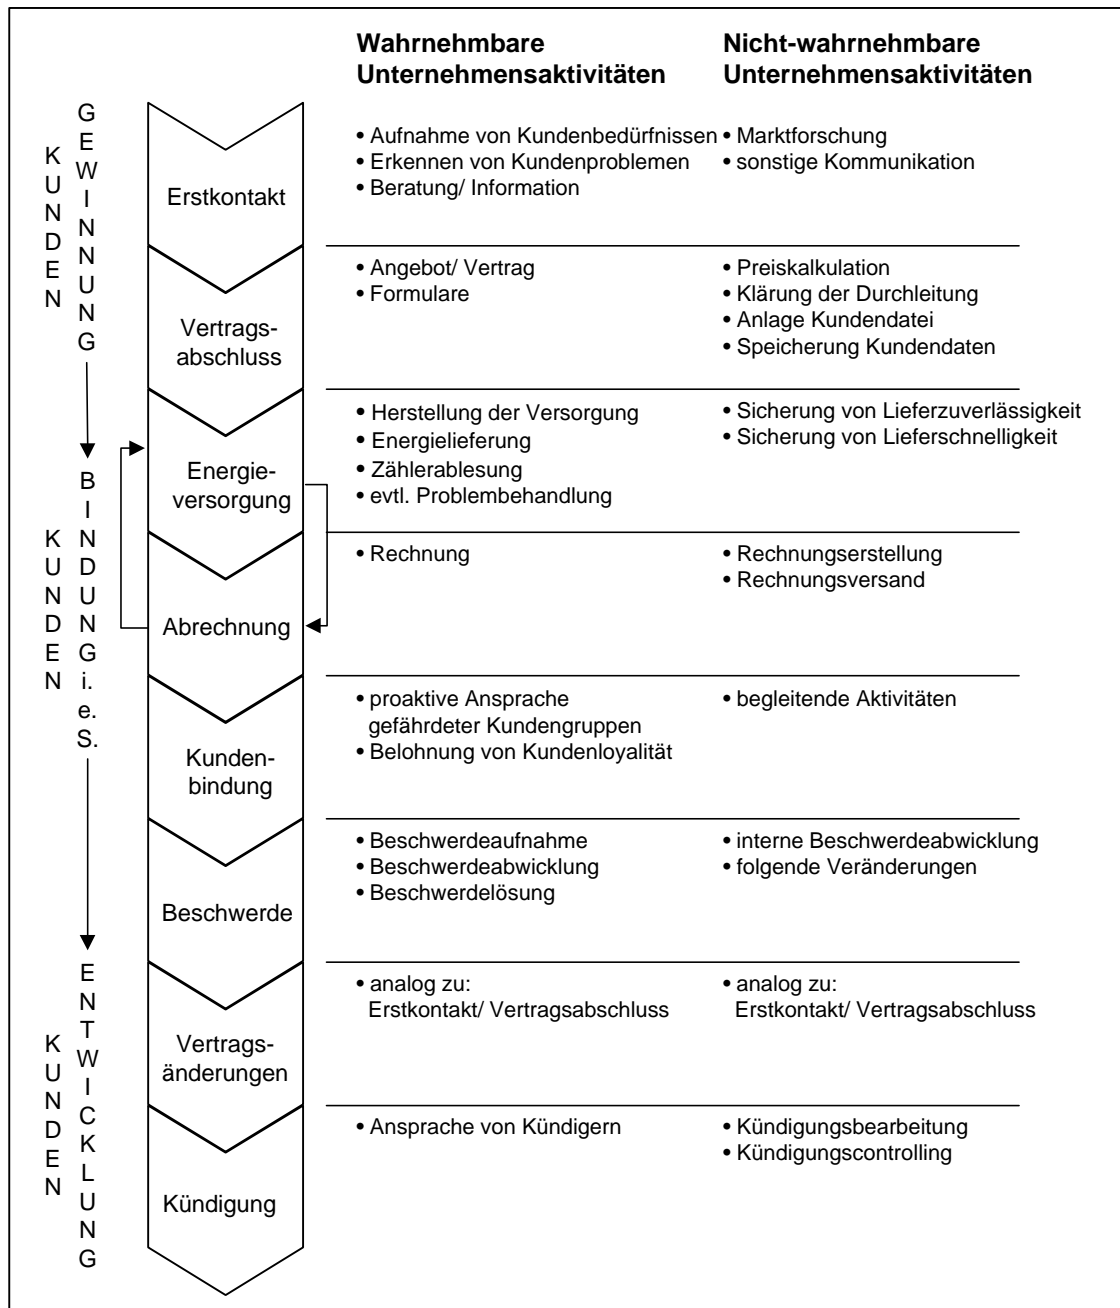 Wahrnehmbare
Unternehmensaktivitäten
Nicht-wahrnehmbare
Unternehmensaktivitäten
KUNDEN
GEWINNUNG
Erstkontakt
• Aufnahme von Kundenbedürfnissen
• Erkennen von Kundenproblemen
• Beratung/ Information
• Marktforschung
• sonstige Kommunikation
Vertrags-
abschluss
• Angebot/ Vertrag
• Formulare
• Preiskalkulation
• Klärung der Durchleitung
• Anlage Kundendatei
• Speicherung Kundendaten
KUNDEN
BINDUNG i. e. S.
Energie-
versorgung
• Herstellung der Versorgung
• Energielieferung
• Zählerablesung
• evtl. Problembehandlung
• Sicherung von Lieferzuverlässigkeit
• Sicherung von Lieferschnelligkeit
Abrechnung
• Rechnung
• Rechnungserstellung
• Rechnungsversand
Kunden-
bindung
• proaktive Ansprache
gefährdeter Kundengruppen
• Belohnung von Kundenloyalität
• begleitende Aktivitäten
Beschwerde
• Beschwerdeaufnahme
• Beschwerdeabwicklung
• Beschwerdelösung
• interne Beschwerdeabwicklung
• folgende Veränderungen
KUNDEN
ENTWICKLUNG
Vertrags-
änderungen
• analog zu:
Erstkontakt/ Vertragsabschluss
• analog zu:
Erstkontakt/ Vertragsabschluss
Kündigung
• Ansprache von Kündigern
• Kündigungsbearbeitung
• Kündigungscontrolling